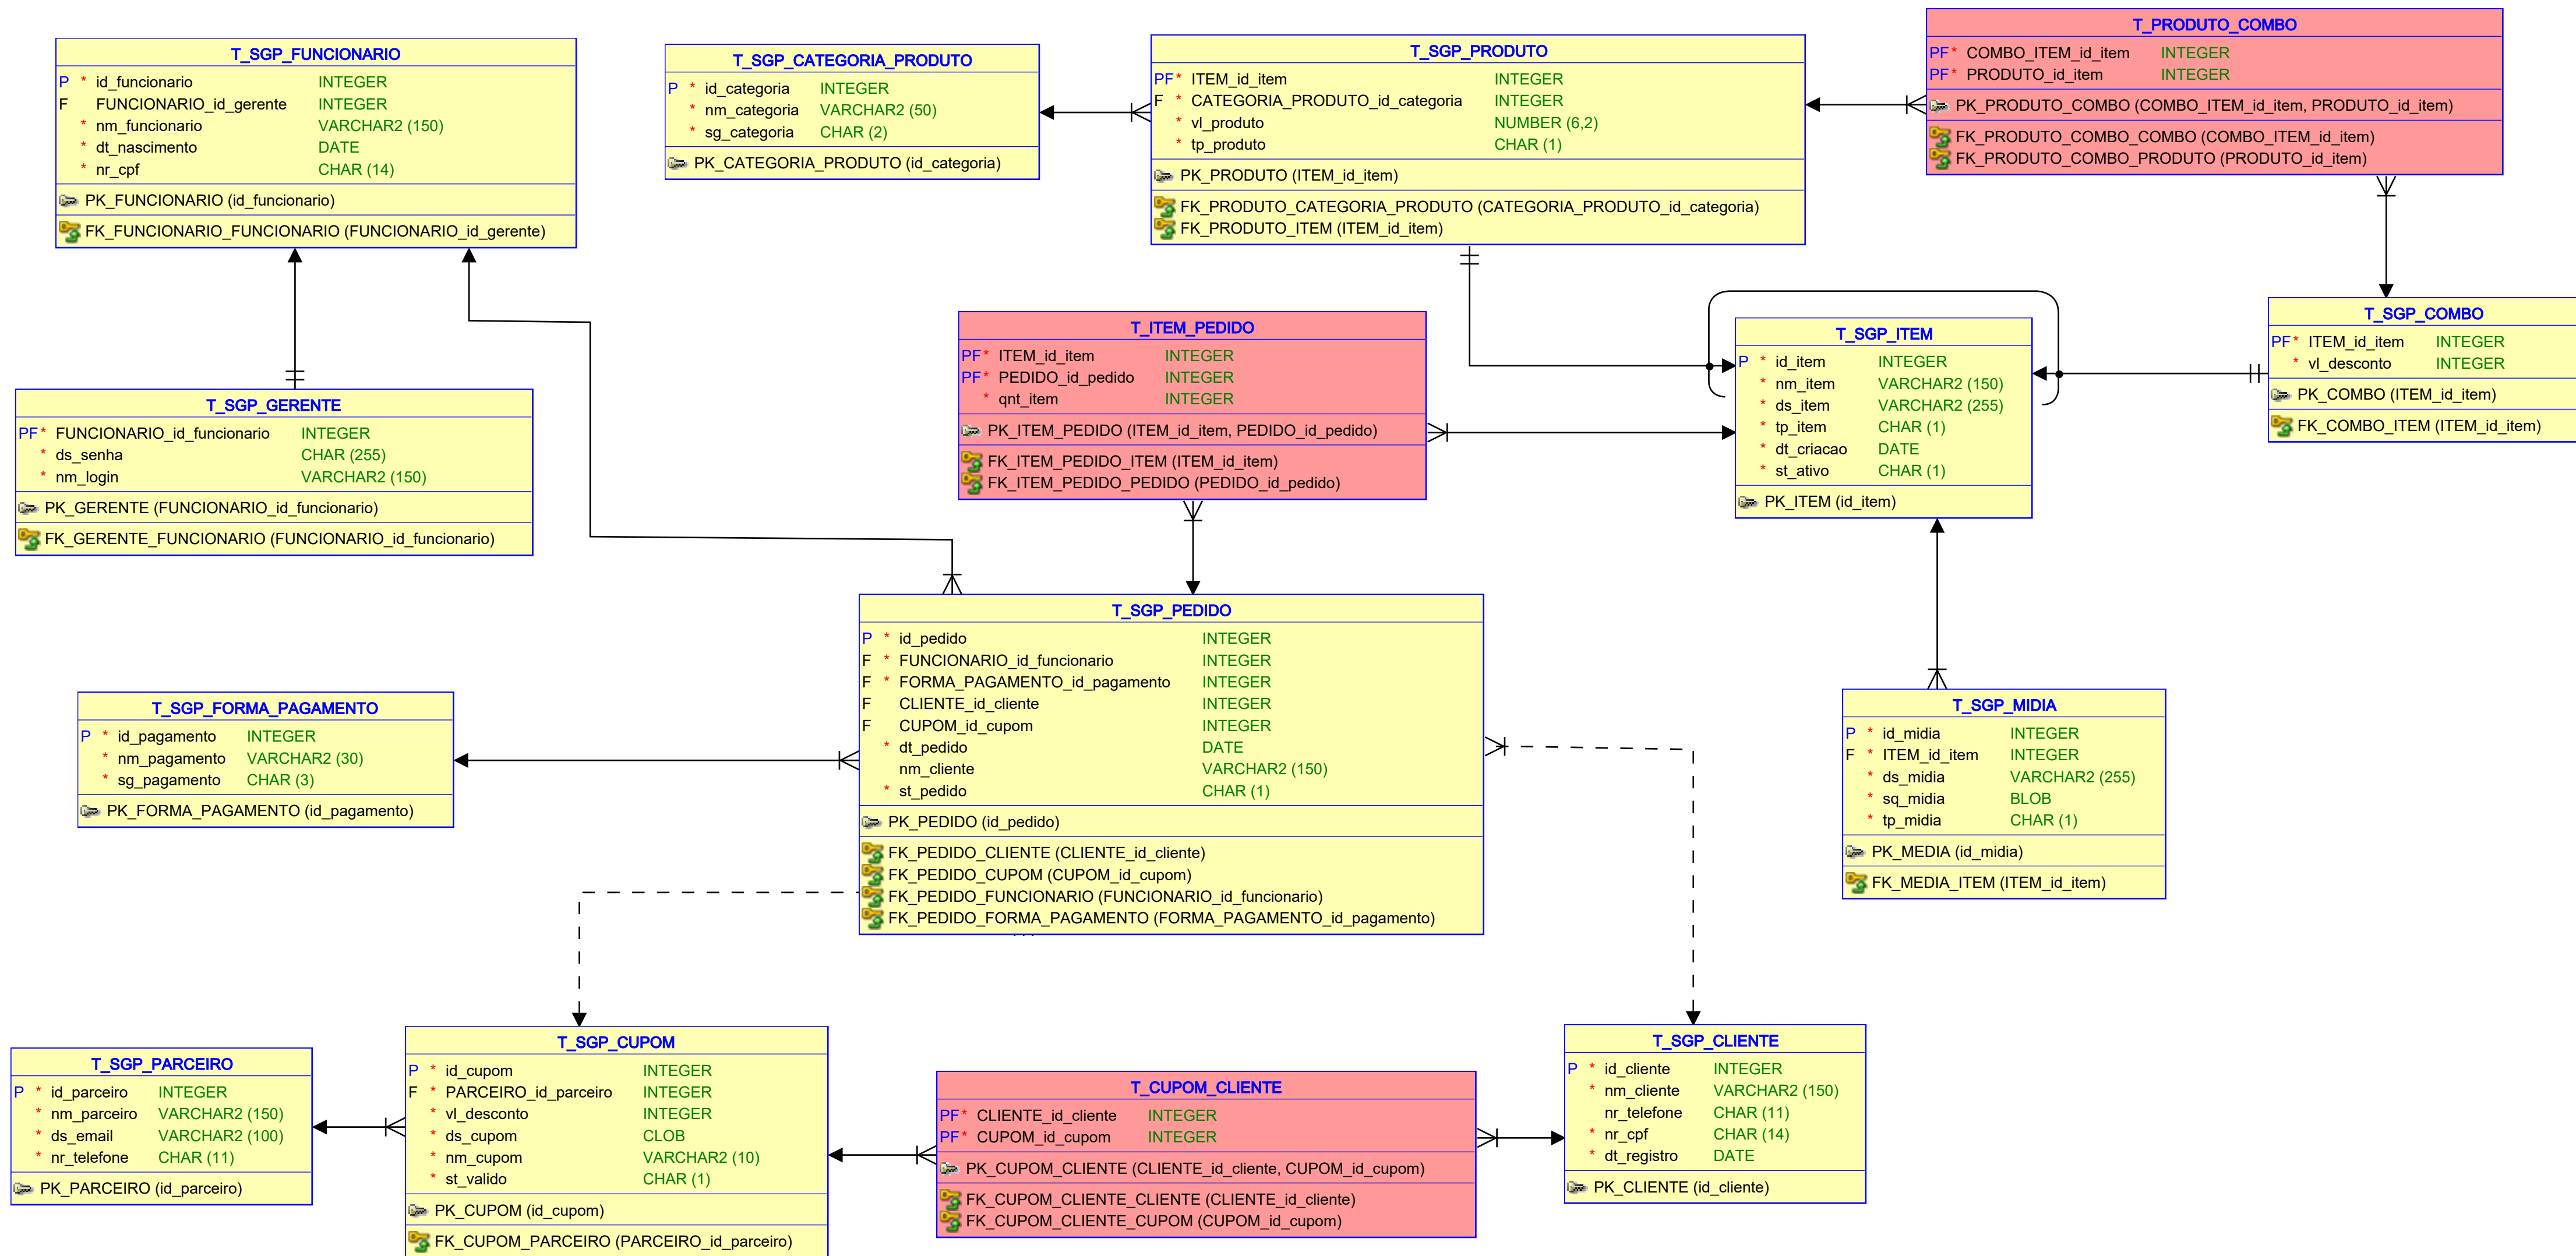 T_SGP_FUNCIONARIO
P * id_funcionario INTEGER
F FUNCIONARIO_id_gerente INTEGER
* nm_funcionario VARCHAR2 (150)
* dt_nascimento DATE
* nr_cpf CHAR (14)
PK_FUNCIONARIO (id_funcionario)
FK_FUNCIONARIO_FUNCIONARIO (FUNCIONARIO_id_gerente)
T_SGP_CATEGORIA_PRODUTO
P * id_categoria INTEGER
* nm_categoria VARCHAR2 (50)
* sg_categoria CHAR (2)
PK_CATEGORIA_PRODUTO (id_categoria)
T_SGP_PRODUTO
PF* ITEM_id_item INTEGER
F * CATEGORIA_PRODUTO_id_categoria INTEGER
* vl_produto NUMBER (6,2)
* tp_produto CHAR (1)
PK_PRODUTO (ITEM_id_item)
FK_PRODUTO_CATEGORIA_PRODUTO (CATEGORIA_PRODUTO_id_categoria)
FK_PRODUTO_ITEM (ITEM_id_item)
T_PRODUTO_COMBO
PF* COMBO_ITEM_id_item INTEGER
PF* PRODUTO_id_item INTEGER
PK_PRODUTO_COMBO (COMBO_ITEM_id_item, PRODUTO_id_item)
FK_PRODUTO_COMBO_COMBO (COMBO_ITEM_id_item)
FK_PRODUTO_COMBO_PRODUTO (PRODUTO_id_item)
T_SGP_GERENTE
PF* FUNCIONARIO_id_funcionario INTEGER
* ds_senha CHAR (255)
* nm_login VARCHAR2 (150)
PK_GERENTE (FUNCIONARIO_id_funcionario)
FK_GERENTE_FUNCIONARIO (FUNCIONARIO_id_funcionario)
T_ITEM_PEDIDO
PF* ITEM_id_item INTEGER
PF* PEDIDO_id_pedido INTEGER
* qnt_item INTEGER
PK_ITEM_PEDIDO (ITEM_id_item, PEDIDO_id_pedido)
FK_ITEM_PEDIDO_ITEM (ITEM_id_item)
FK_ITEM_PEDIDO_PEDIDO (PEDIDO_id_pedido)
T_SGP_ITEM
P * id_item INTEGER
* nm_item VARCHAR2 (150)
* ds_item VARCHAR2 (255)
* tp_item CHAR (1)
* dt_criacao DATE
* st_ativo CHAR (1)
PK_ITEM (id_item)
T_SGP_COMBO
PF* ITEM_id_item INTEGER
* vl_desconto INTEGER
PK_COMBO (ITEM_id_item)
FK_COMBO_ITEM (ITEM_id_item)
T_SGP_FORMA_PAGAMENTO
P * id_pagamento INTEGER
* nm_pagamento VARCHAR2 (30)
* sg_pagamento CHAR (3)
PK_FORMA_PAGAMENTO (id_pagamento)
T_SGP_PEDIDO
P * id_pedido INTEGER
F * FUNCIONARIO_id_funcionario INTEGER
F * FORMA_PAGAMENTO_id_pagamento INTEGER
F CLIENTE_id_cliente INTEGER
F CUPOM_id_cupom INTEGER
* dt_pedido DATE
nm_cliente VARCHAR2 (150)
* st_pedido CHAR (1)
PK_PEDIDO (id_pedido)
FK_PEDIDO_CLIENTE (CLIENTE_id_cliente)
FK_PEDIDO_CUPOM (CUPOM_id_cupom)
FK_PEDIDO_FUNCIONARIO (FUNCIONARIO_id_funcionario)
FK_PEDIDO_FORMA_PAGAMENTO (FORMA_PAGAMENTO_id_pagamento)
T_SGP_MIDIA
P * id_midia INTEGER
F * ITEM_id_item INTEGER
* ds_midia VARCHAR2 (255)
* sq_midia BLOB
* tp_midia CHAR (1)
PK_MEDIA (id_midia)
FK_MEDIA_ITEM (ITEM_id_item)
T_SGP_PARCEIRO
P * id_parceiro INTEGER
* nm_parceiro VARCHAR2 (150)
* ds_email VARCHAR2 (100)
* nr_telefone CHAR (11)
PK_PARCEIRO (id_parceiro)
T_SGP_CUPOM
P * id_cupom INTEGER
F * PARCEIRO_id_parceiro INTEGER
* vl_desconto INTEGER
* ds_cupom CLOB
* nm_cupom VARCHAR2 (10)
* st_valido CHAR (1)
PK_CUPOM (id_cupom)
FK_CUPOM_PARCEIRO (PARCEIRO_id_parceiro)
T_CUPOM_CLIENTE
PF* CLIENTE_id_cliente INTEGER
PF* CUPOM_id_cupom INTEGER
PK_CUPOM_CLIENTE (CLIENTE_id_cliente, CUPOM_id_cupom)
FK_CUPOM_CLIENTE_CLIENTE (CLIENTE_id_cliente)
FK_CUPOM_CLIENTE_CUPOM (CUPOM_id_cupom)
T_SGP_CLIENTE
P * id_cliente INTEGER
* nm_cliente VARCHAR2 (150)
nr_telefone CHAR (11)
* nr_cpf CHAR (14)
* dt_registro DATE
PK_CLIENTE (id_cliente)